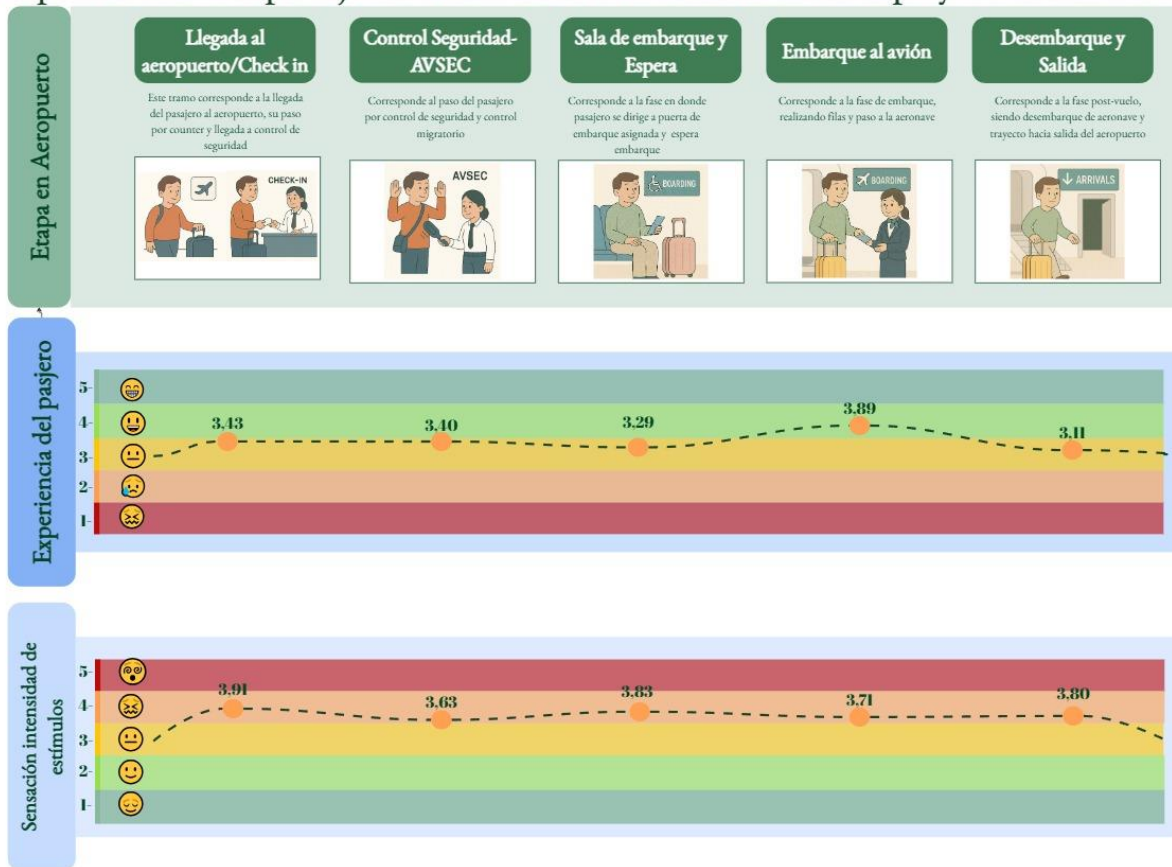 Etapa en Aeropuerto
Llegada al
aeropuerto/Check in
Este tramo corresponde a la llegada
del pasajero al aeropuerto, su paso
por counter y llegada a control de
seguridad
CHECK-IN
Control Seguridad-
AVSEC
Corresponde al paso del pasajero
por control de seguridad y control
migratorio
AVSEC
Sala de embarque y
Espera
Corresponde a la fase en donde
pasajero se dirige a puerta de
embarque asignada y espera
embarque
BOARDING
Embarque al avión
Corresponde a la fase de embarque,
realizando filas y paso a la aeronave
BOARDING
Desembarque y
Salida
Corresponde a la fase post-vuelo,
siendo desembarque de aeronave y
trayecto hacia salida del aeropuerto
ARRIVALS
Experiencia del pasjero
5-
4-
3-
2-
1-
3,43
3,40
3,29
3,89
3,11
Sensación intensidad de
estímulos
5-
4-
3-
2-
1-
3,91
3,63
3,83
3,71
3,80